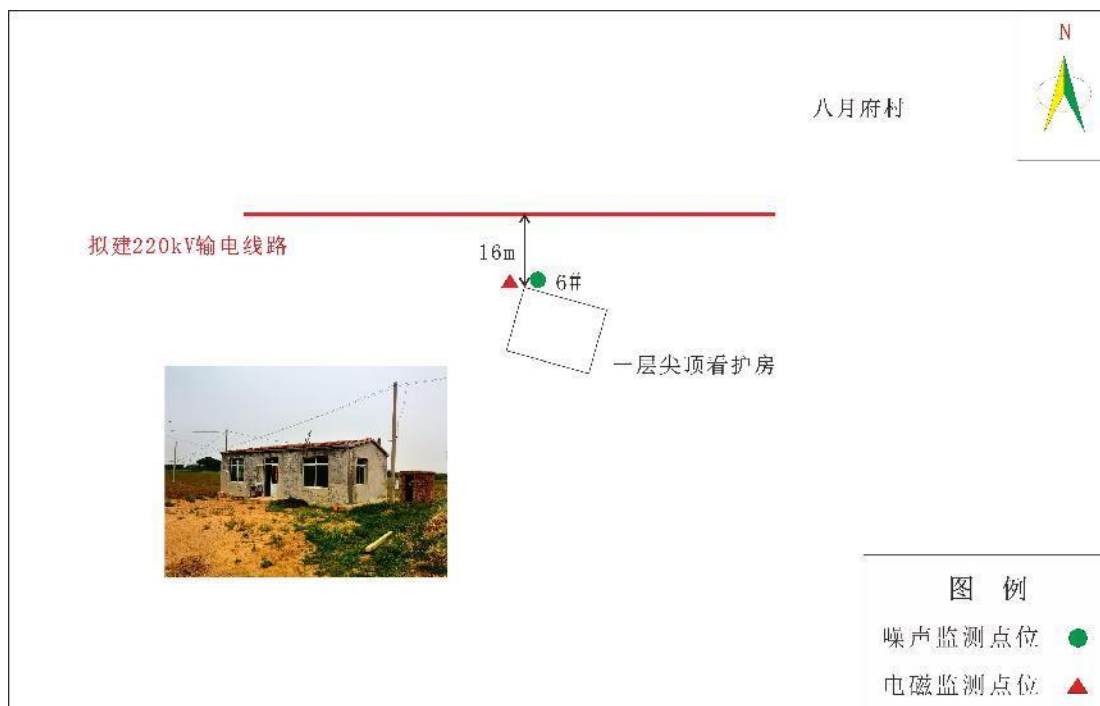 N
八月府村
拟建220kV输电线路
16m
6#
一层尖顶看护房
图 例
噪声监测点位
电磁监测点位